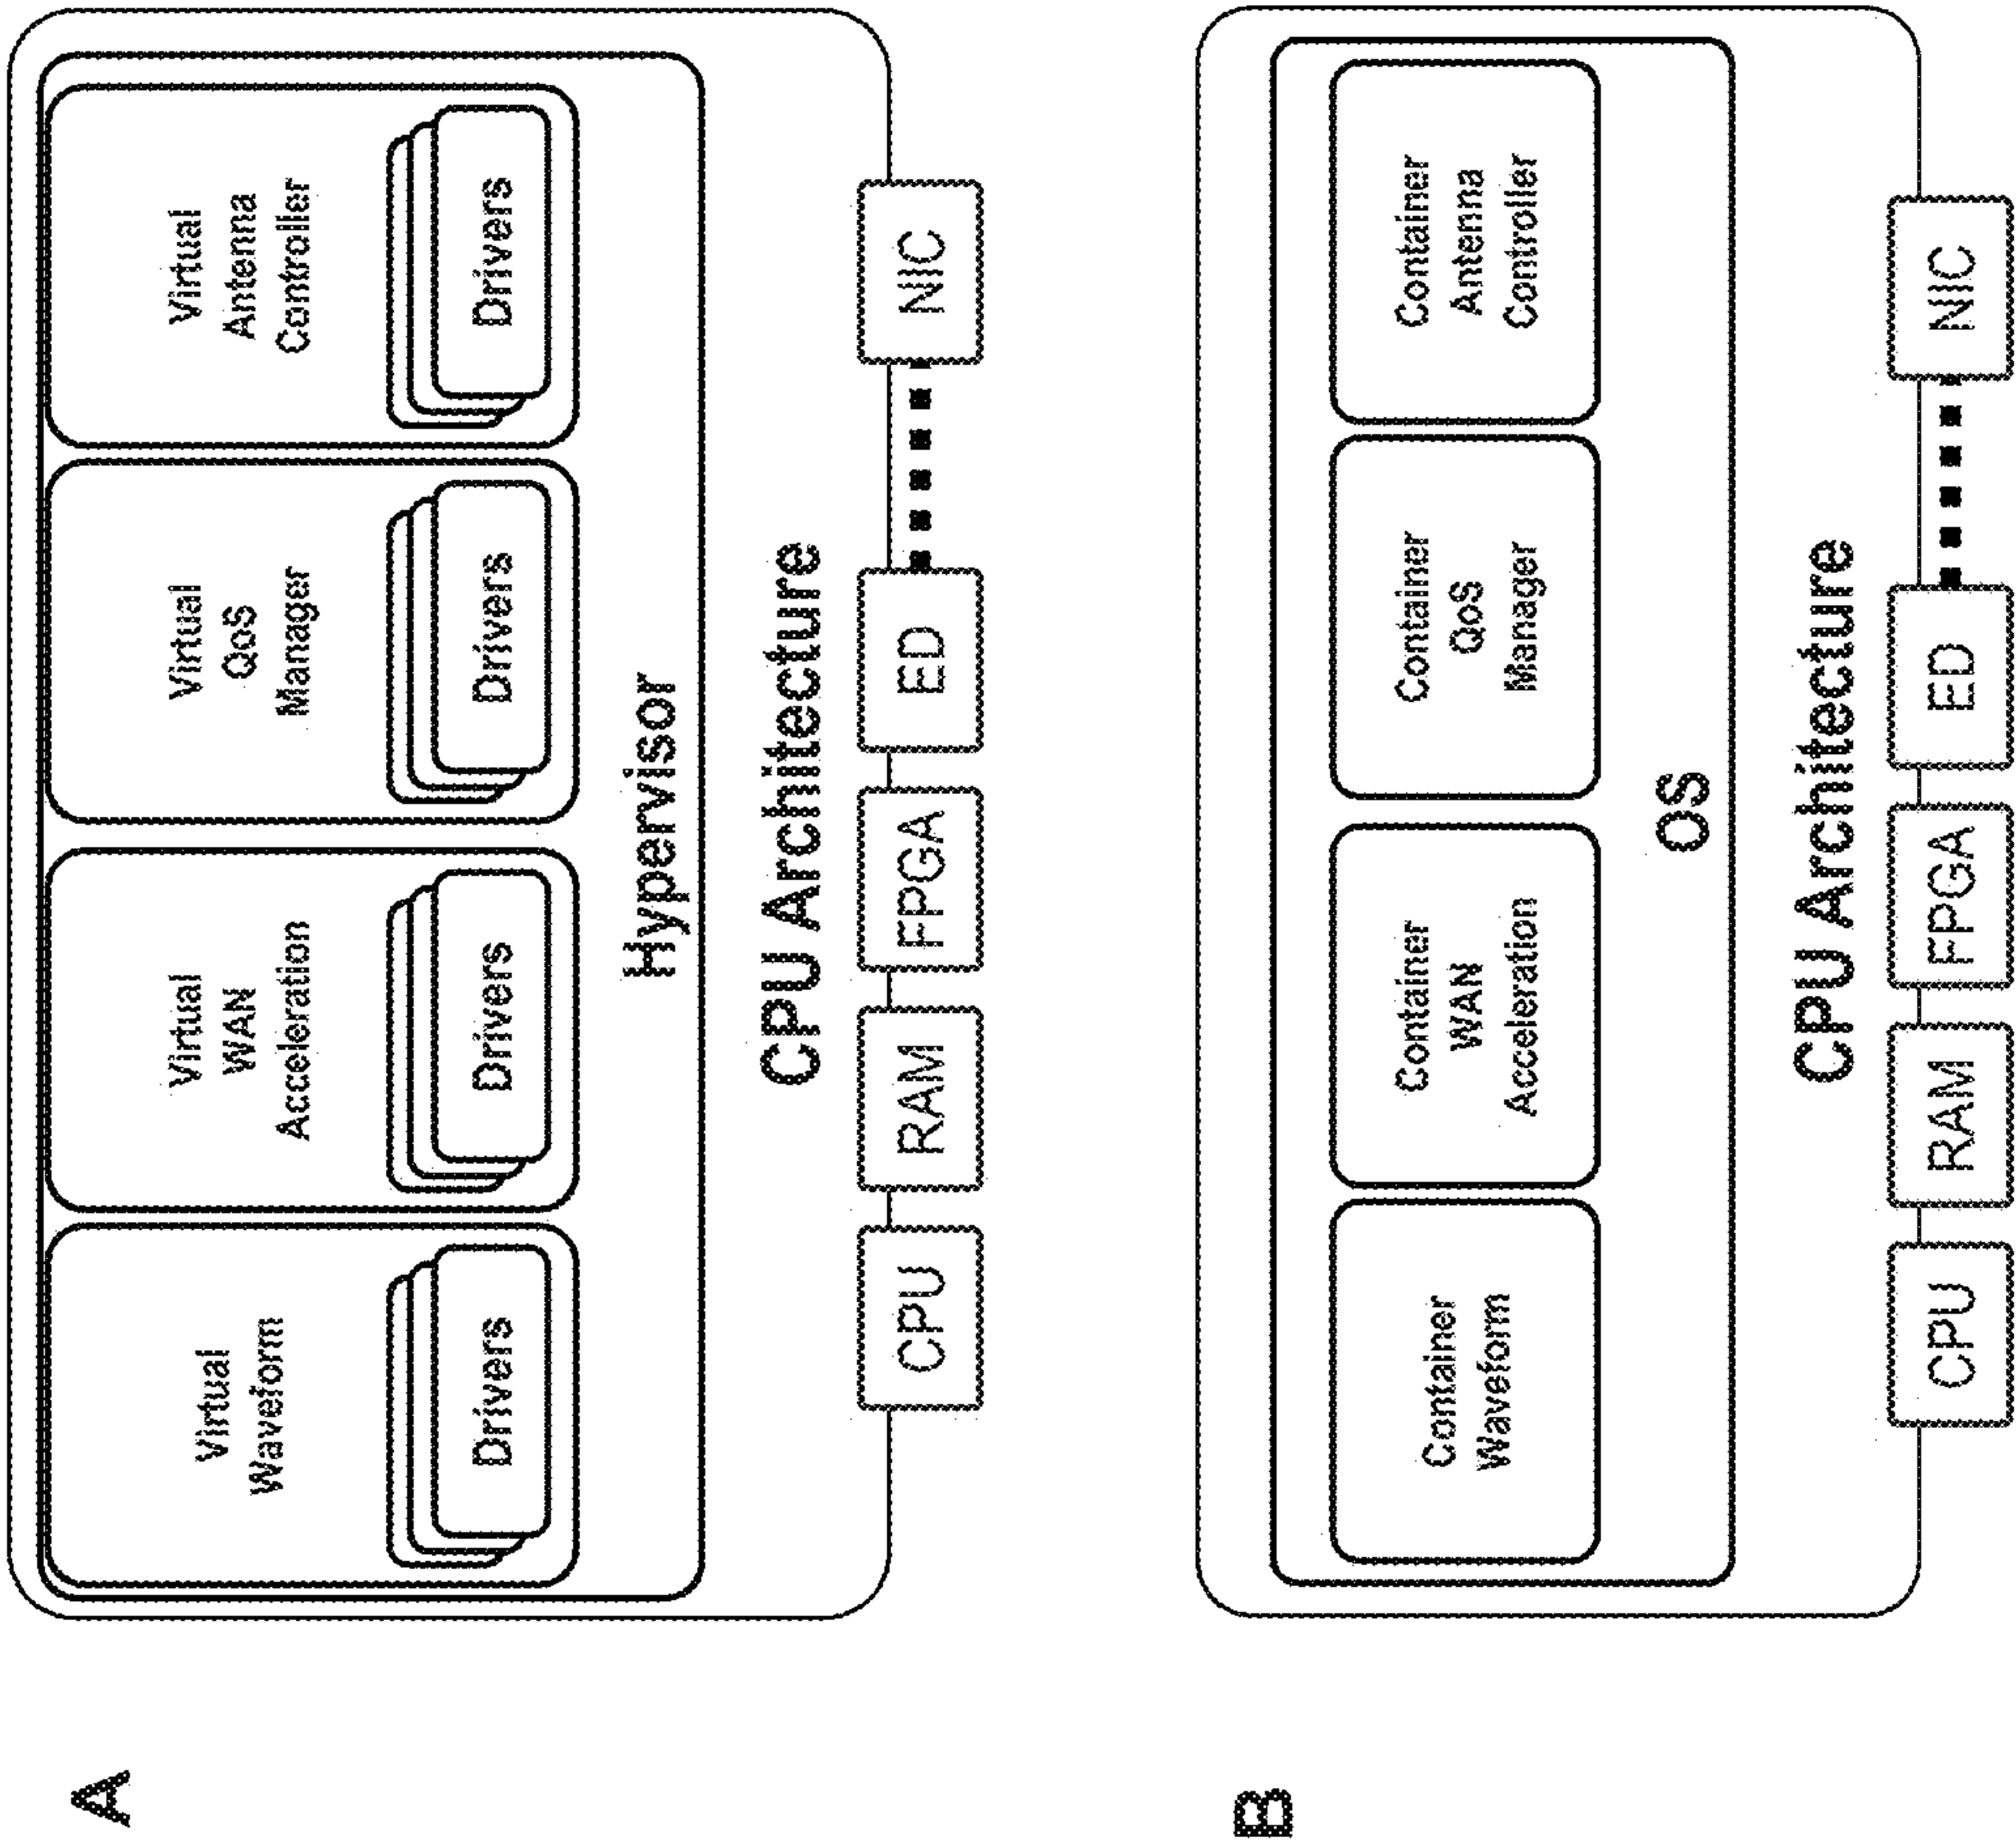 A
Virtual
Waveform
Drivers
Virtual
WAN
Acceleration
Drivers
Virtual
QoS
Manager
Drivers
Virtual
Antenna
Controller
Drivers
Hypervisor
CPU Architecture
CPU
RAM
FPGA
ED
NIC
B
Container
Waveform
Container
WAN
Acceleration
Container
QoS
Manager
Container
Antenna
Controller
OS
CPU Architecture
CPU
RAM
FPGA
ED
NIC